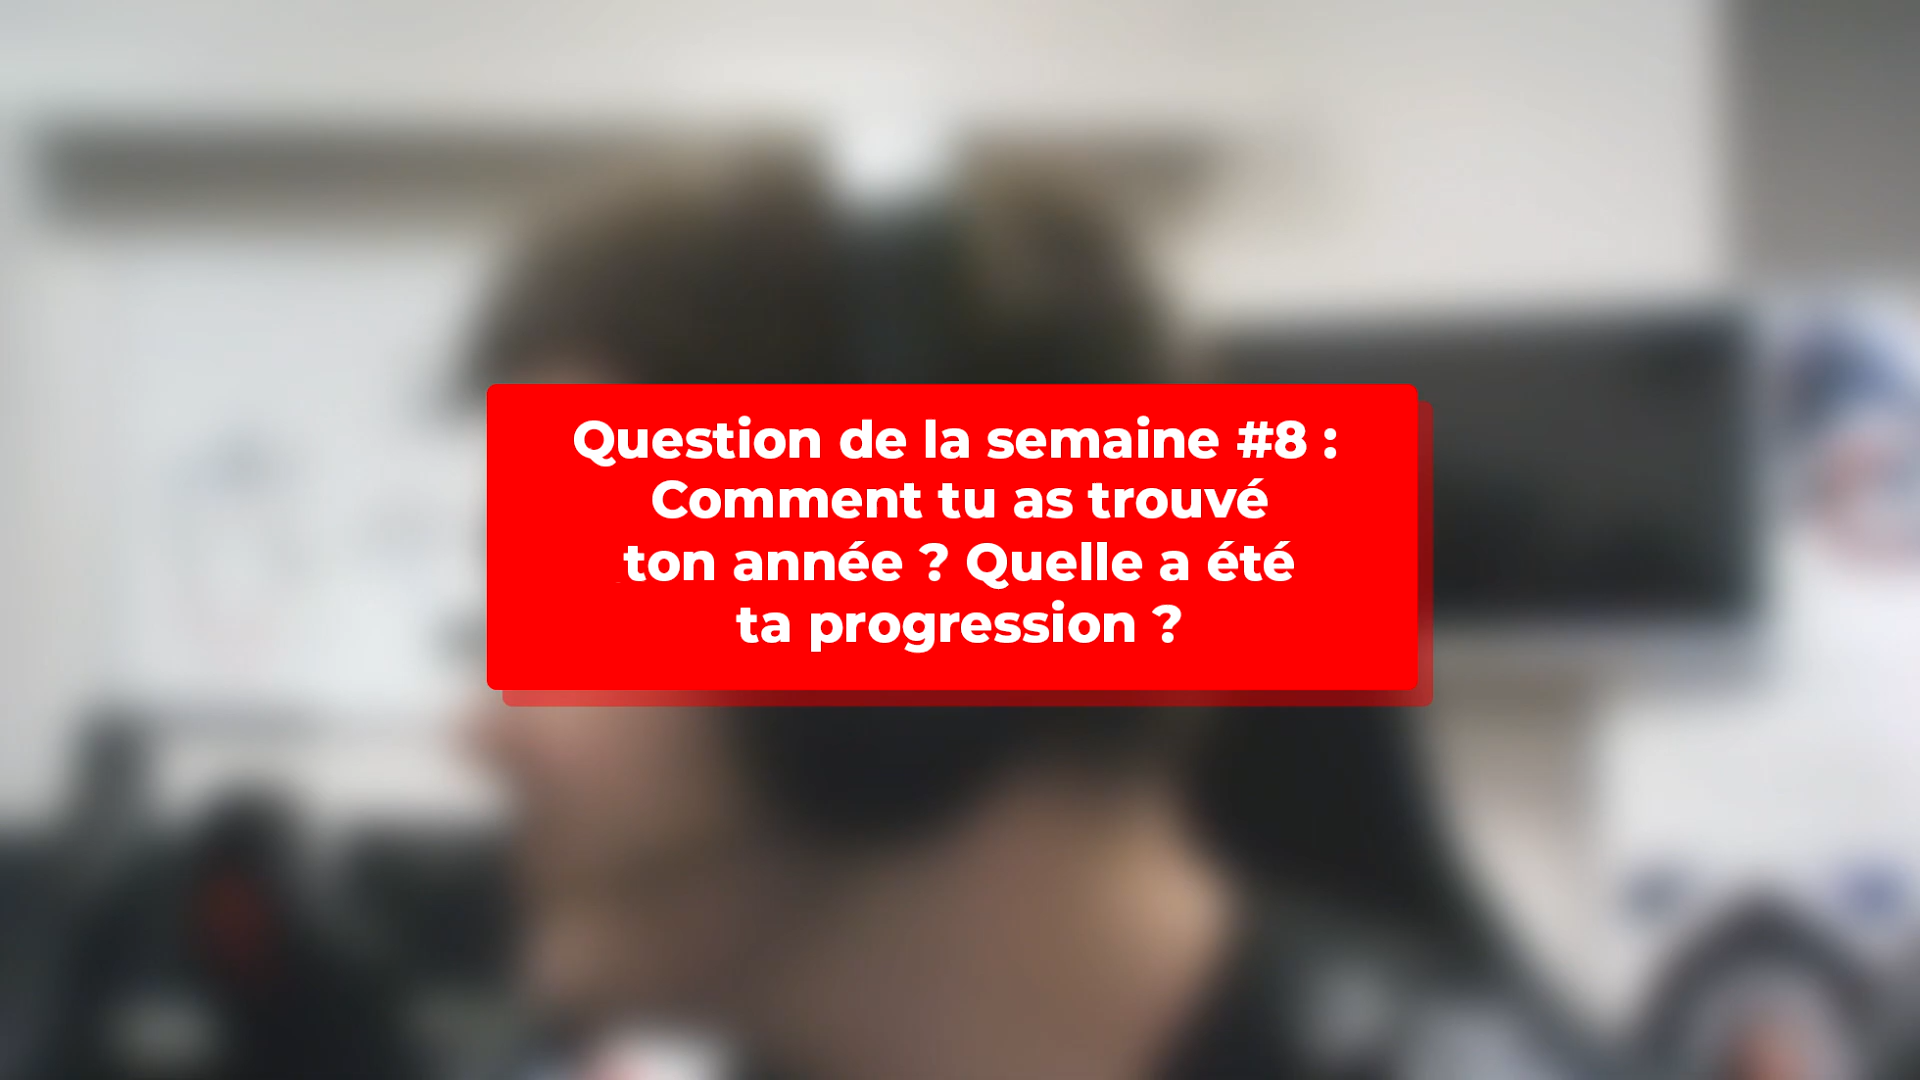 Question de la semaine #8 :
Comment tu as trouvé
ton année ? Quelle a été
ta progression ?